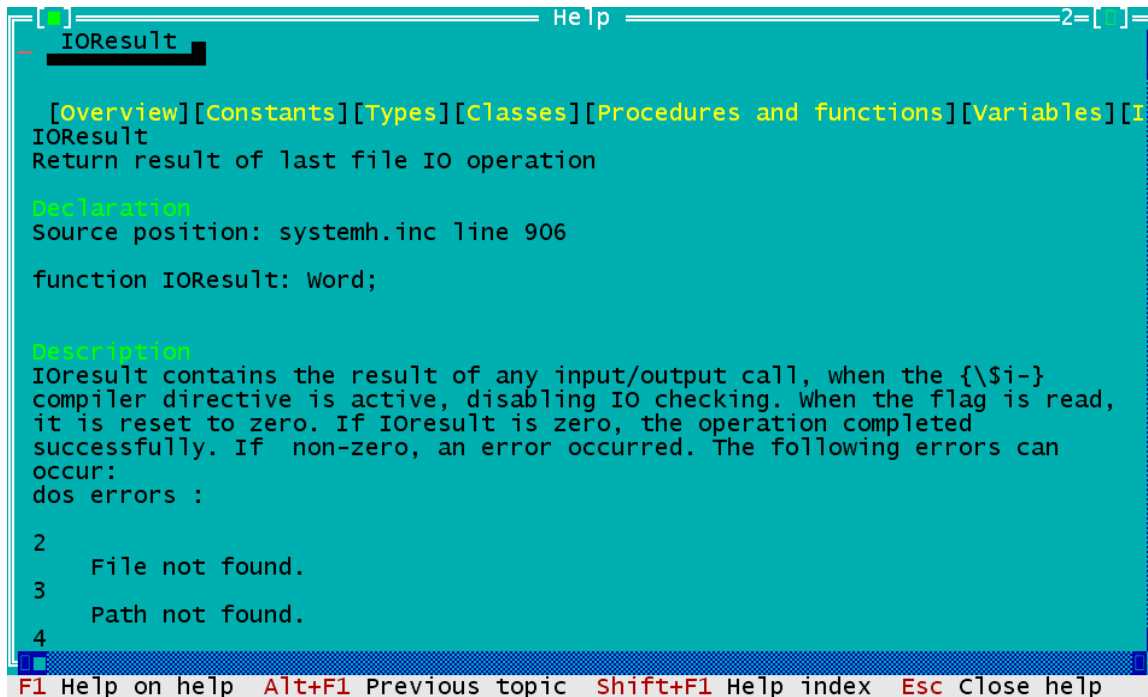 Help 2
IOResult
[Overview][Constants][Types][Classes][Procedures and functions][Variables][I
IOResult
Return result of last file IO operation
Declaration
Source position: systemh.inc line 906
function IOResult: Word;
Description
IOresult contains the result of any input/output call, when the {\$i-}
compiler directive is active, disabling IO checking. When the flag is read,
it is reset to zero. If IOresult is zero, the operation completed
successfully. If  non-zero, an error occurred. The following errors can
occur:
dos errors :
2
File not found.
3
Path not found.
4
F1 Help on help  Alt+F1 Previous topic  Shift+F1 Help index  Esc Close help